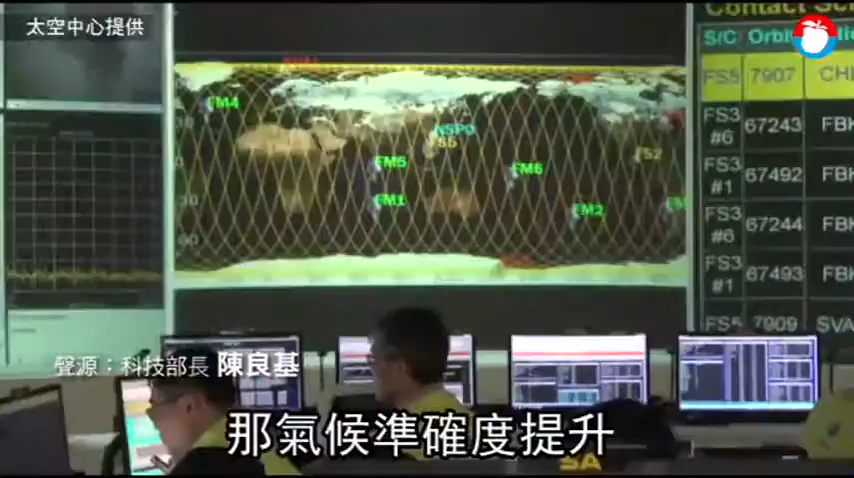 太空中心提供
Contact
S/C Orbi
FS5 7907 CHI
FS3 #6 67243 FBK
FS3 #1 67492 FBK
FS3 #6 67244 FBK
FS3 #1 67493 FBK
FS5 7909 SVA
FM4
NSPO
FM5
FM6
FS2
FM1
FM2
聲源：科技部長 陳良基
那氣候準確度提升
SA